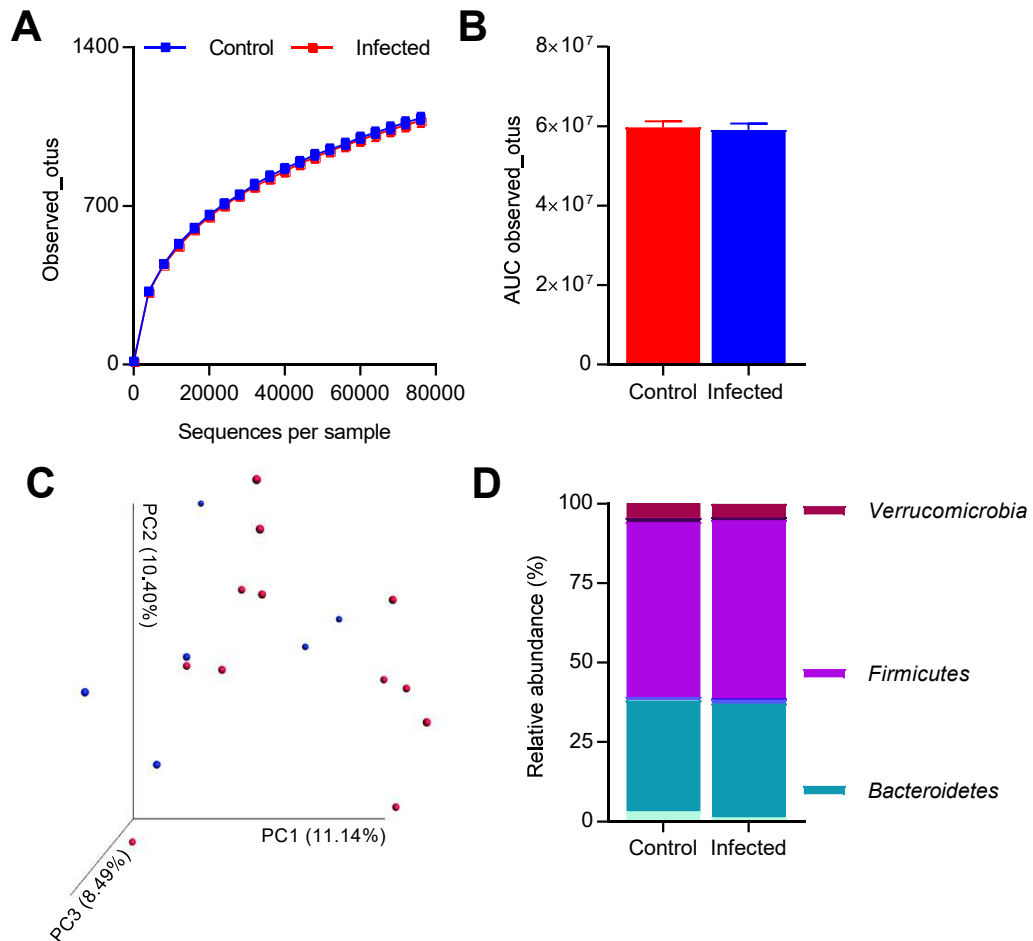 A
1400
700
0
Observed_otus
Control
Infected
0
20000
40000
60000
80000
Sequences per sample
B
8×10⁷
6×10⁷
4×10⁷
2×10⁷
0
AUC observed_otus
Control
Infected
C
PC2 (10.40%)
PC1 (11.14%)
PC3 (8.49%)
D
100
75
50
25
0
Relative abundance (%)
Control
Infected
Verrucomicrobia
Firmicutes
Bacteroidetes